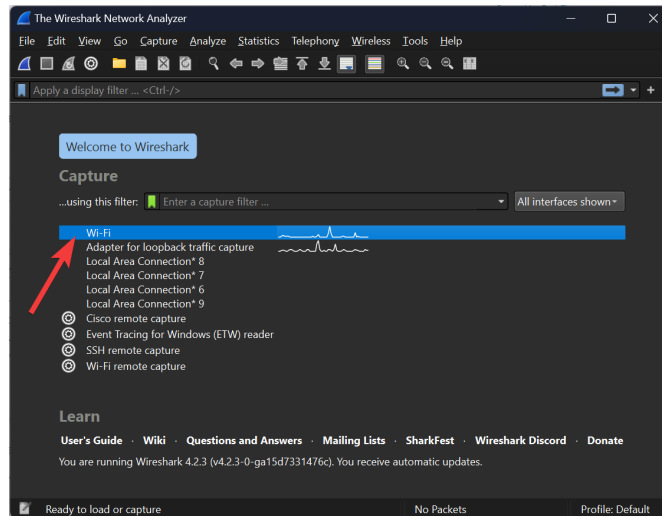 The Wireshark Network Analyzer
File Edit View Go Capture Analyze Statistics Telephony Wireless Tools Help
Apply a display filter ... <Ctrl-/>
Welcome to Wireshark
Capture
...using this filter: Enter a capture filter ... All interfaces shown
Wi-Fi
Adapter for loopback traffic capture
Local Area Connection* 8
Local Area Connection* 7
Local Area Connection* 6
Local Area Connection* 9
Cisco remote capture
Event Tracing for Windows (ETW) reader
SSH remote capture
Wi-Fi remote capture
Learn
User's Guide · Wiki · Questions and Answers · Mailing Lists · SharkFest · Wireshark Discord · Donate
You are running Wireshark 4.2.3 (v4.2.3-0-ga15d7331476c). You receive automatic updates.
Ready to load or capture No Packets Profile: Default